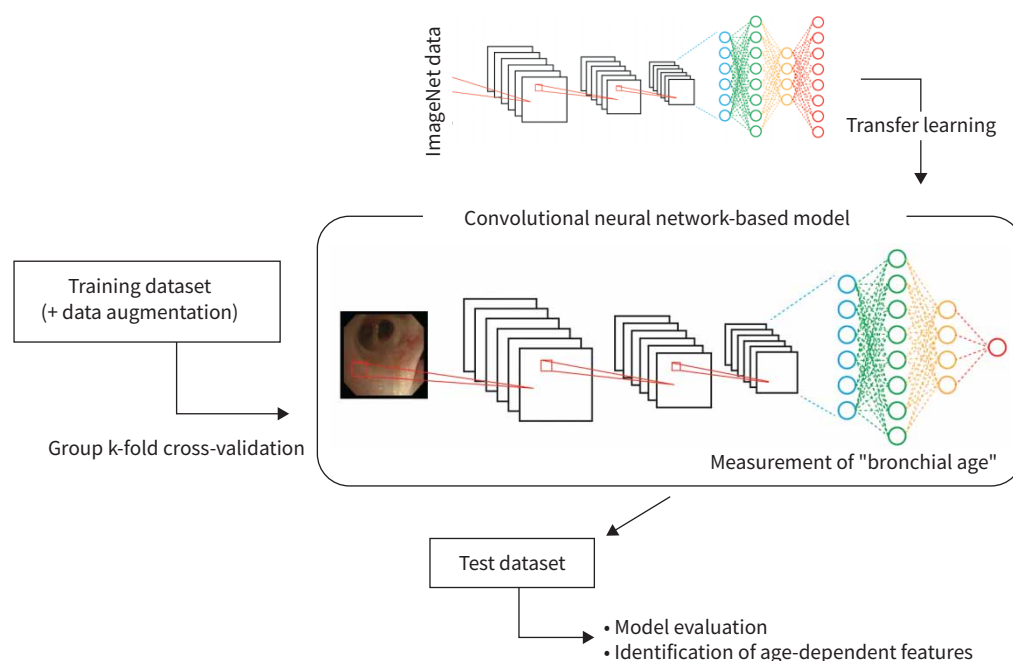 ImageNet data
Transfer learning
Convolutional neural network-based model
Training dataset
(+ data augmentation)
Group k-fold cross-validation
Measurement of "bronchial age"
Test dataset
• Model evaluation
• Identification of age-dependent features